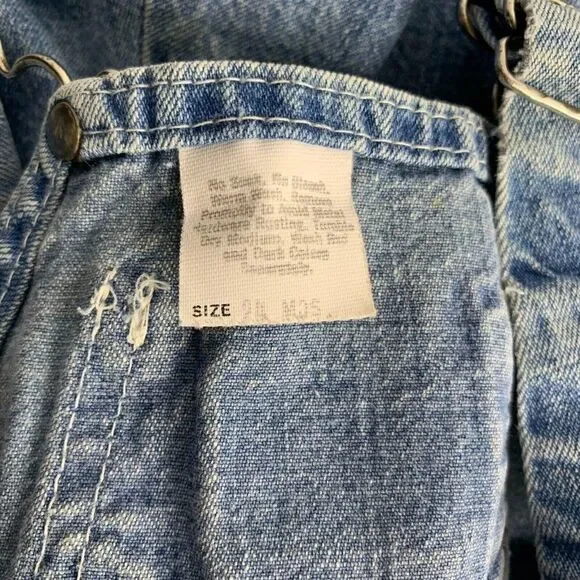 No Soak, No Bleach,
Warm Wash, Remove
Promptly to Avoid Metal
Hardware Rusting. Tumble
Dry Medium, Wash Red
and Dark Colors
Separately.
SIZE 24 MOS.